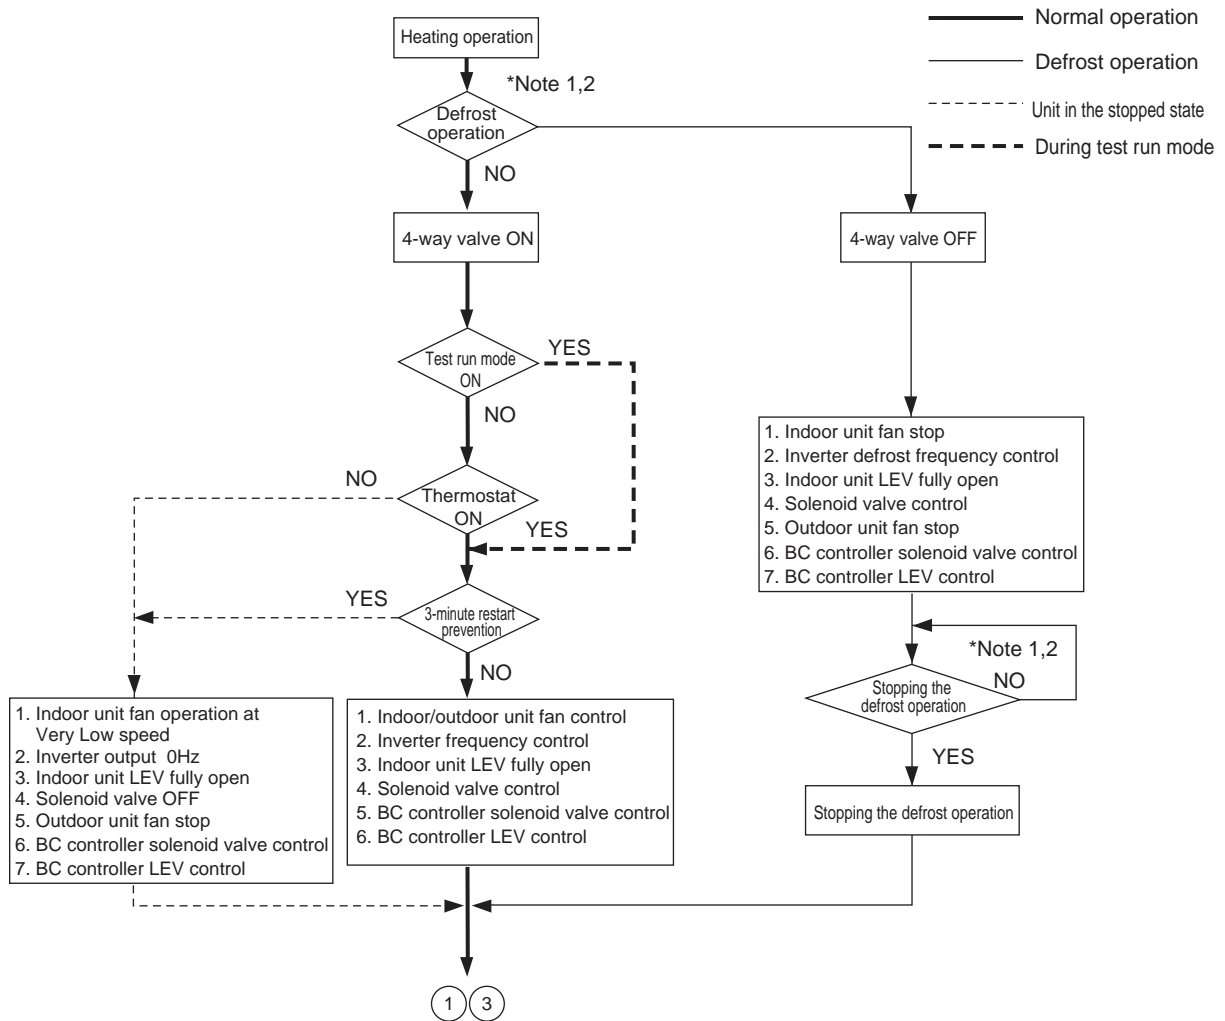 Normal operation
Defrost operation
Unit in the stopped state
During test run mode
Heating operation
*Note 1,2
Defrost
operation
NO
4-way valve ON
4-way valve OFF
Test run mode
ON
YES
NO
Thermostat
ON
NO
YES
3-minute restart
prevention
YES
NO
1. Indoor unit fan stop
2. Inverter defrost frequency control
3. Indoor unit LEV fully open
4. Solenoid valve control
5. Outdoor unit fan stop
6. BC controller solenoid valve control
7. BC controller LEV control
*Note 1,2
Stopping the
defrost operation
NO
YES
Stopping the defrost operation
1. Indoor unit fan operation at
Very Low speed
2. Inverter output 0Hz
3. Indoor unit LEV fully open
4. Solenoid valve OFF
5. Outdoor unit fan stop
6. BC controller solenoid valve control
7. BC controller LEV control
1. Indoor/outdoor unit fan control
2. Inverter frequency control
3. Indoor unit LEV fully open
4. Solenoid valve control
5. BC controller solenoid valve control
6. BC controller LEV control
1 3